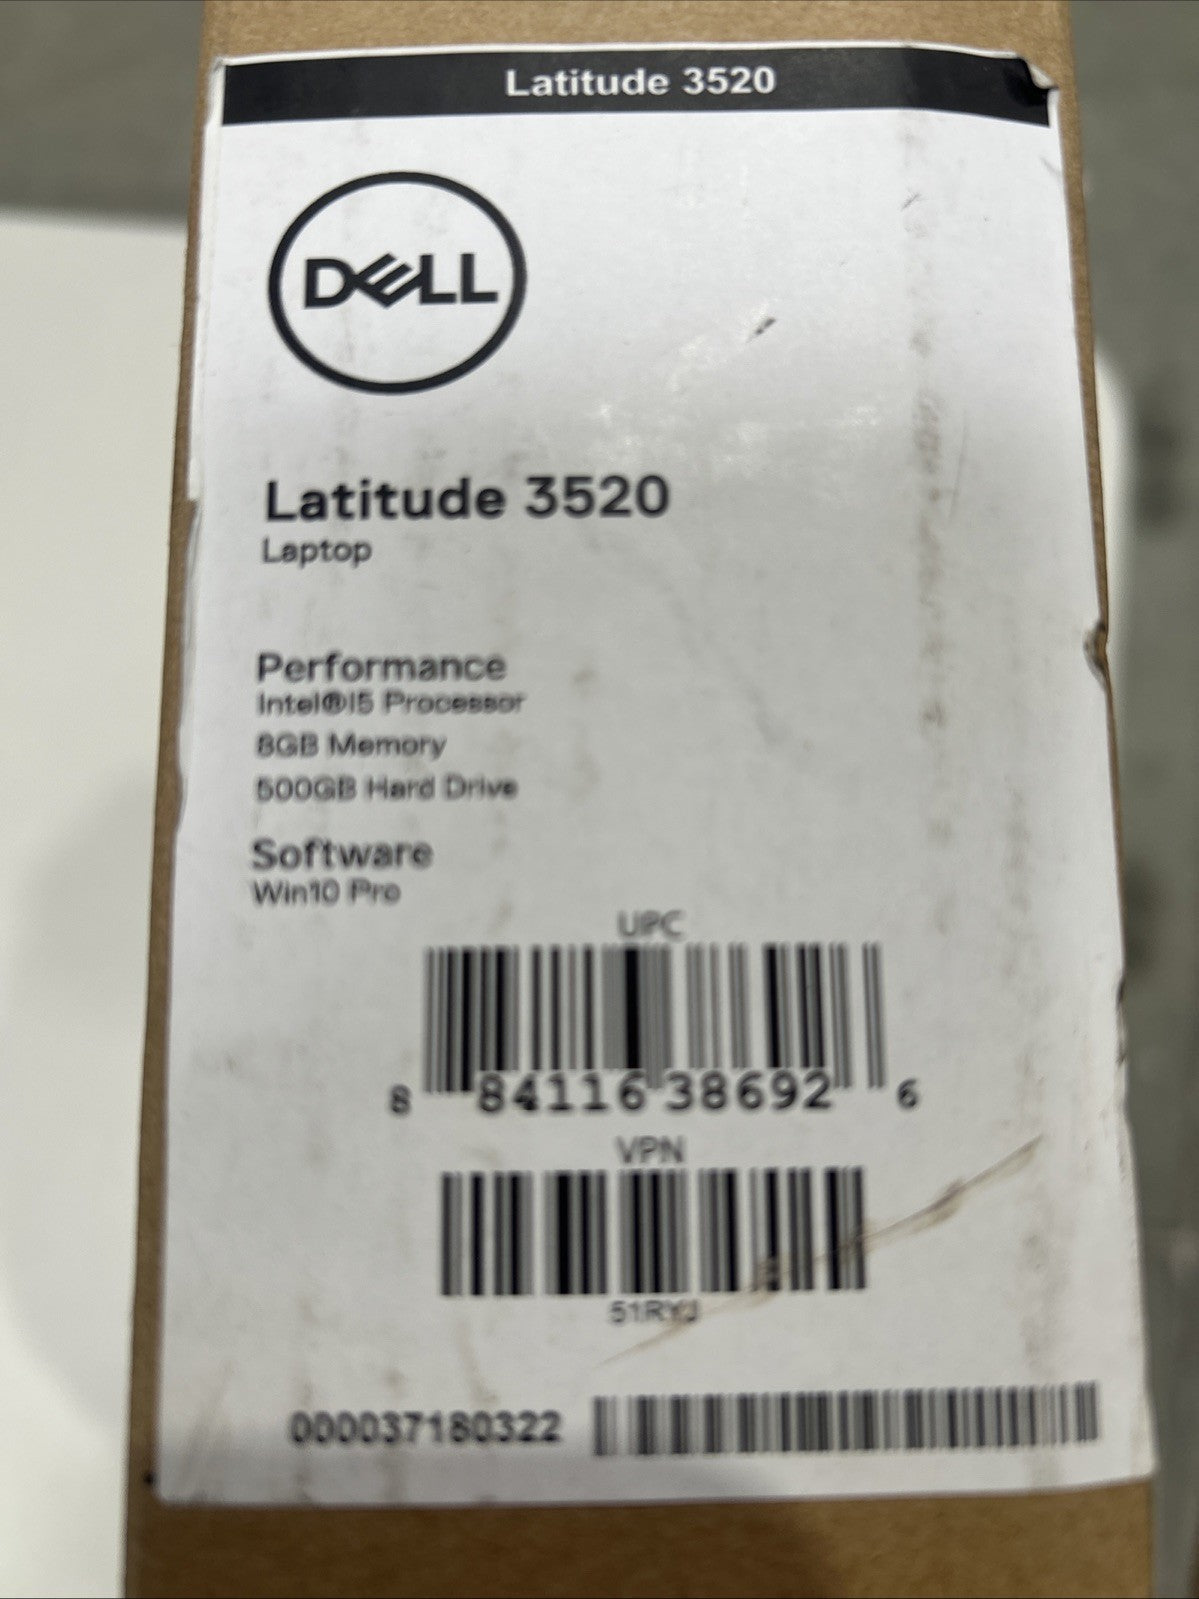 Latitude 3520
DELL
Latitude 3520
Laptop
Performance
Intel®I5 Processor
8GB Memory
500GB Hard Drive
Software
Win10 Pro
UPC
8 84116 38692 6
VPN
51RYJ
000037180322